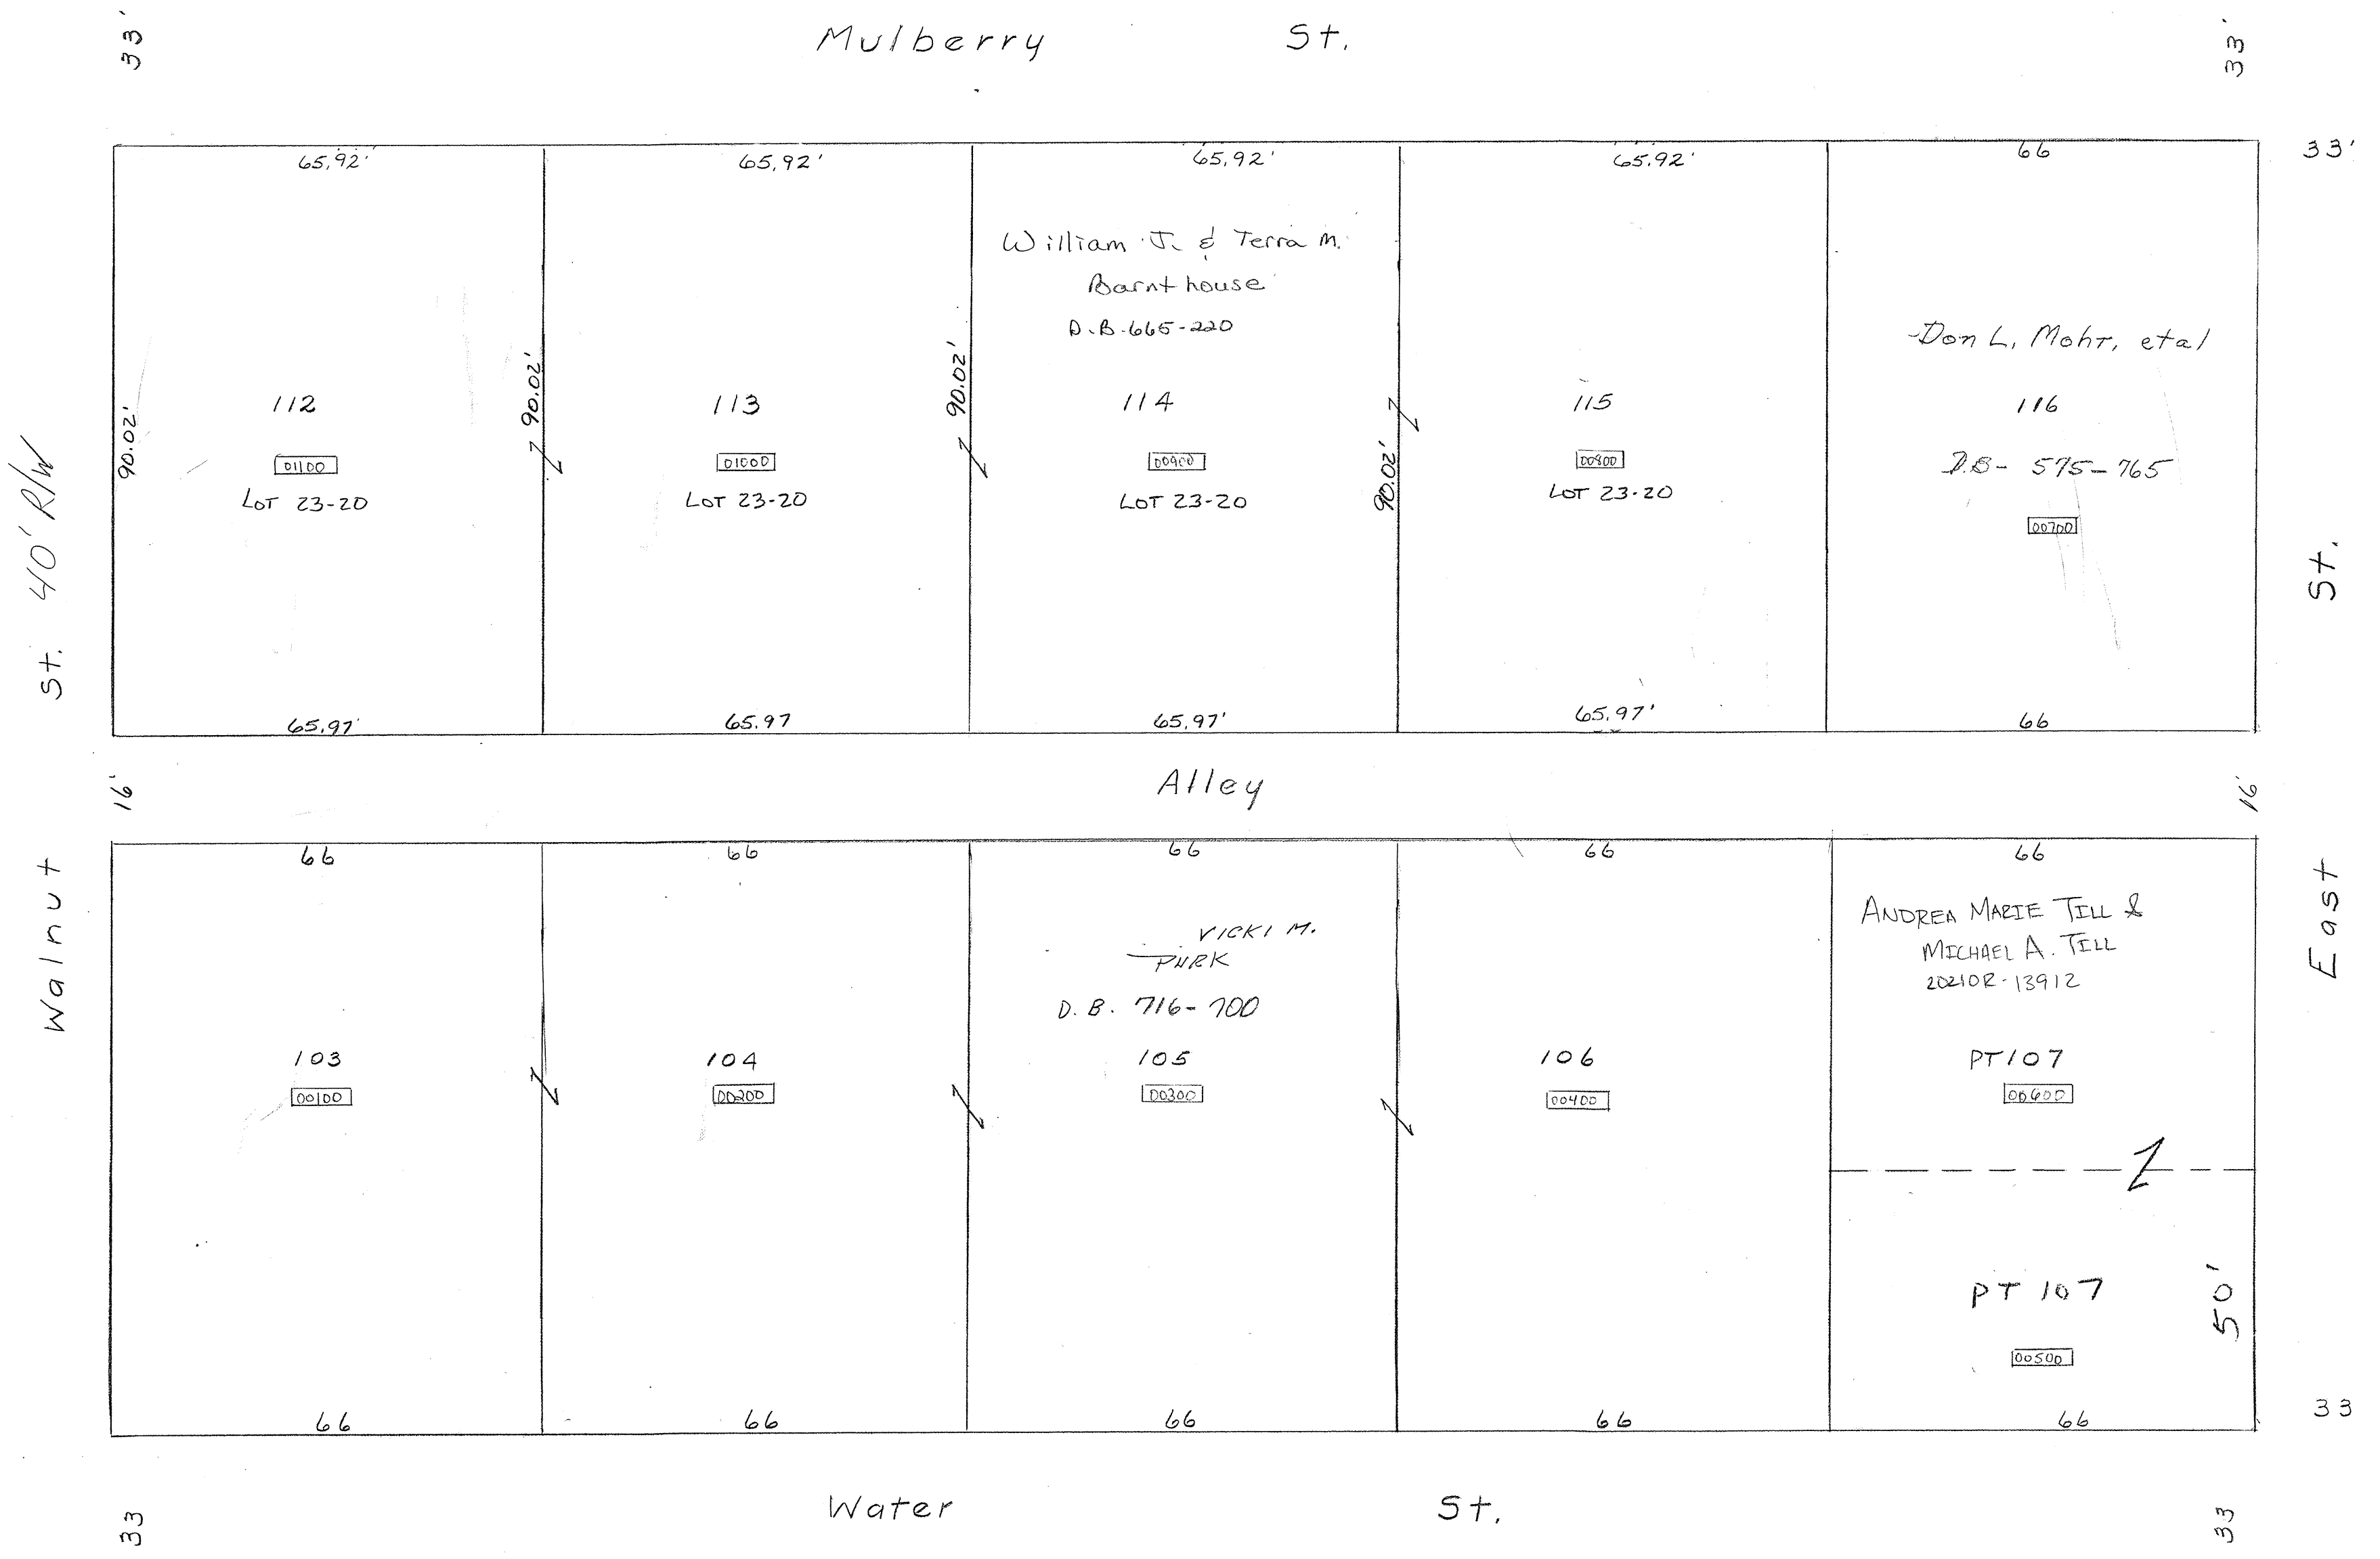 33'
Mulberry St.
33'
65.92'
65.92'
65.92'
65.92'
66
33'
William J. & Terra M.
Barnthouse
D.B. 665-220
Don L. Mohr, etal
90.02'
90.02'
90.02'
90.02'
112
113
114
115
116
01100
01000
00900
00800
D.B- 575-765
LOT 23-20
LOT 23-20
LOT 23-20
LOT 23-20
00700
65.97'
65.97
65.97'
65.97'
66
Walnut St. 40' R/W
East St.
16'
Alley
16'
66
66
66
66
66
VICKI M.
PARK
D.B. 716-700
ANDREA MARIE TILL &
MICHAEL A. TILL
2021OR-13912
103
104
105
106
PT107
00100
00200
00300
00400
00600
PT 107
50'
00500
66
66
66
66
66
33
33
Water St.
33